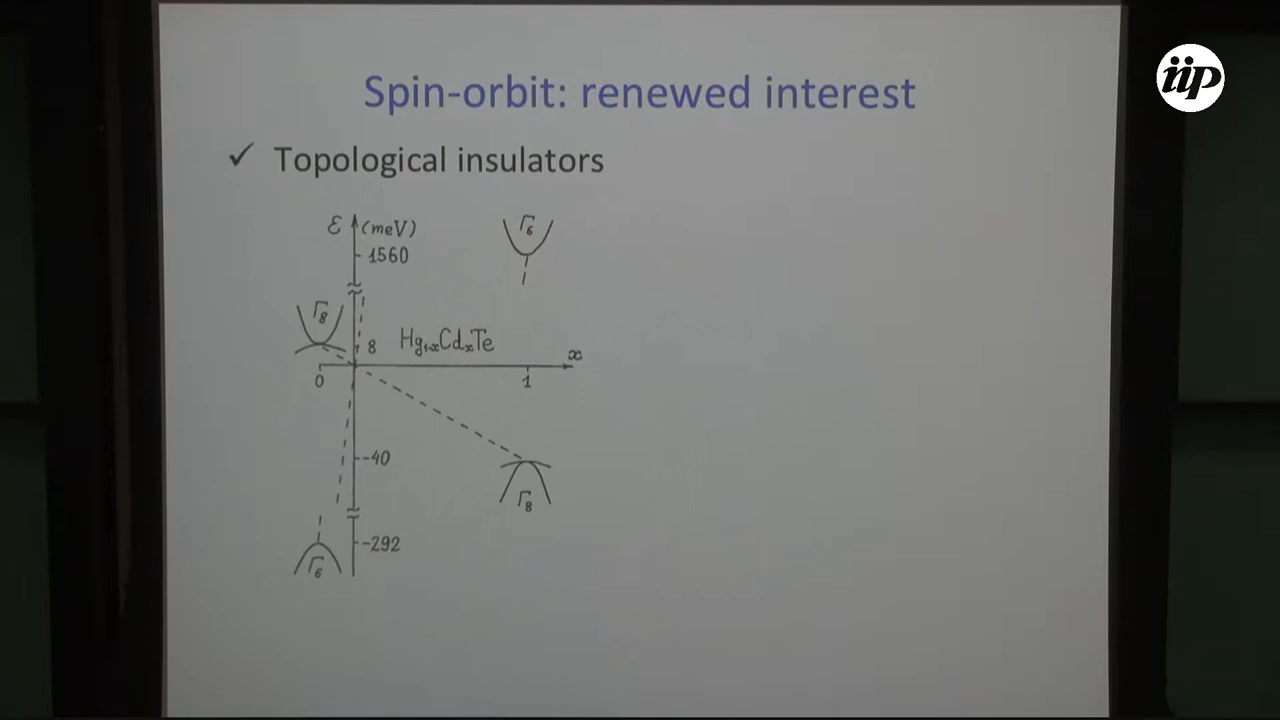 iip
Spin-orbit: renewed interest
✓ Topological insulators
ε (meV)
1560
Γ₆
Γ₈
8
Hg₁₋ₓCdₓTe
x
0
1
-40
Γ₈
-292
Γ₆